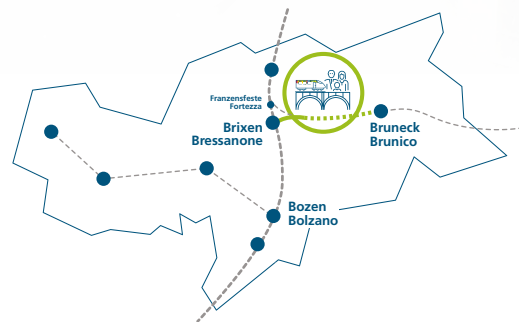 Franzensfeste
Fortezza
Brixen
Bressanone
Bruneck
Brunico
Bozen
Bolzano